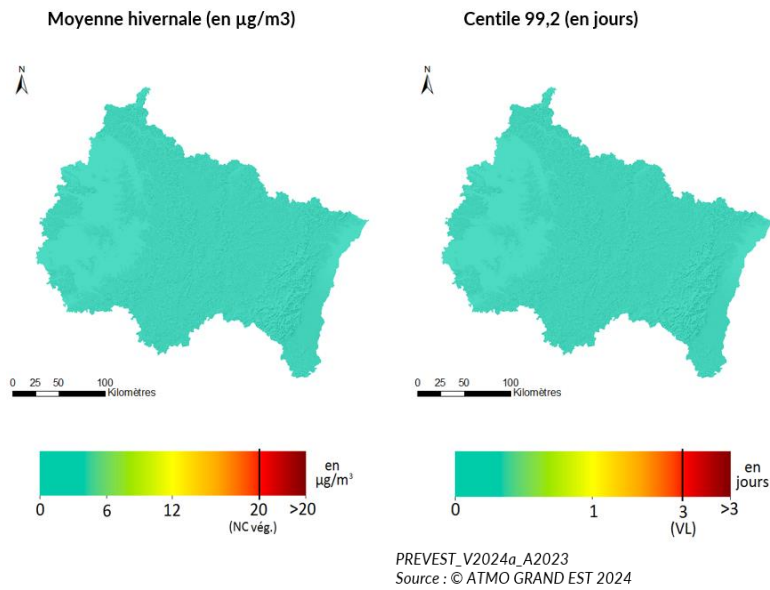 Moyenne hivernale (en µg/m3)
Centile 99,2 (en jours)
N
N
0 25 50 100
Kilomètres
0 25 50 100
Kilomètres
en
µg/m³
0 6 12 20 >20
(NC vég.)
en
jours
0 1 3 >3
(VL)
PREVEST_V2024a_A2023
Source : © ATMO GRAND EST 2024